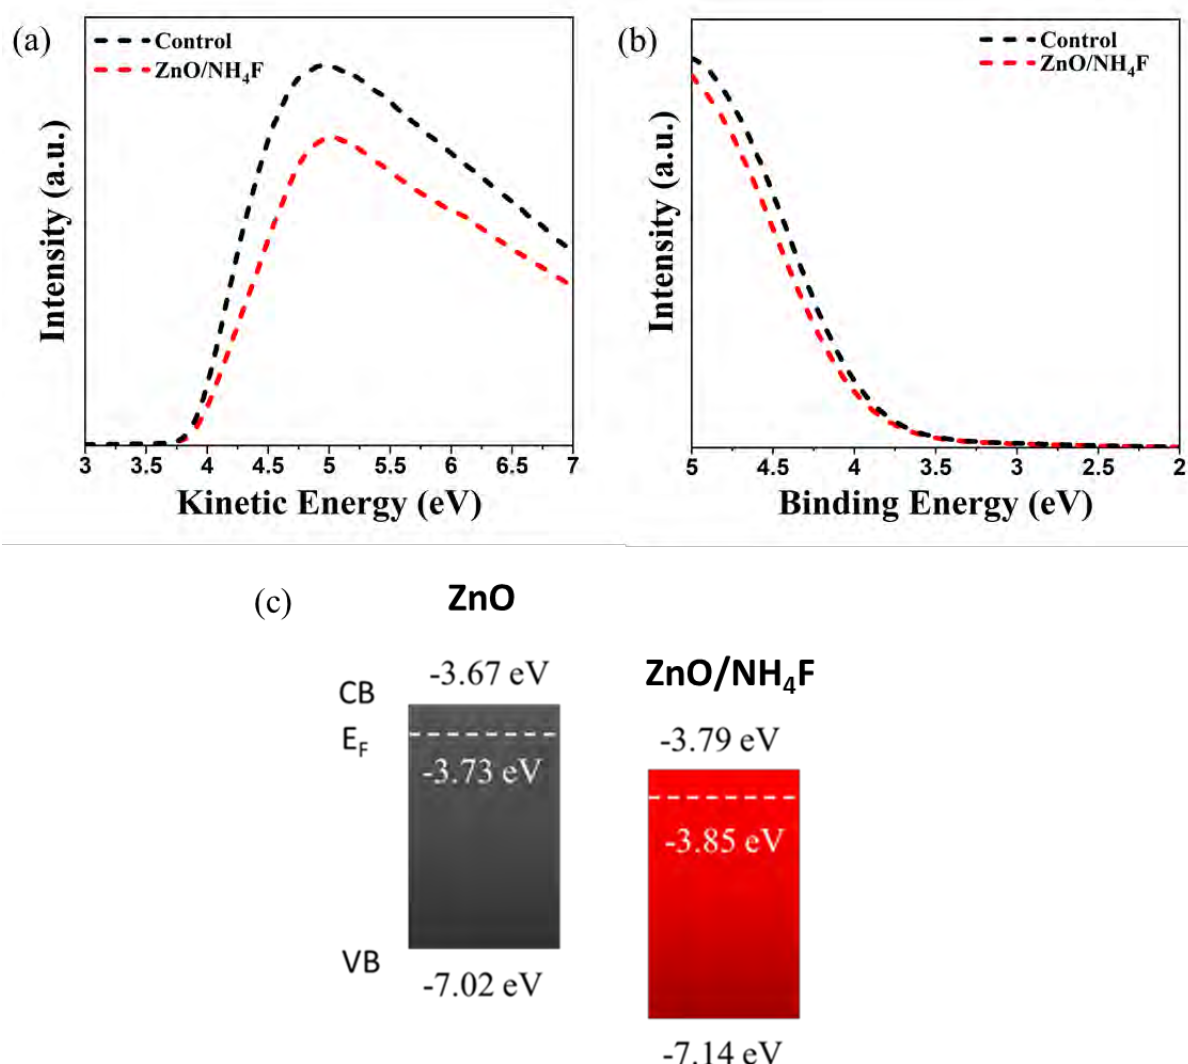 (a)
Control
ZnO/NH₄F
Intensity (a.u.)
3 3.5 4 4.5 5 5.5 6 6.5 7
Kinetic Energy (eV)
(b)
Control
ZnO/NH₄F
Intensity (a.u.)
5 4.5 4 3.5 3 2.5 2
Binding Energy (eV)
(c)
ZnO
-3.67 eV
CB
E_F
-3.73 eV
VB
-7.02 eV
ZnO/NH₄F
-3.79 eV
-3.85 eV
-7.14 eV